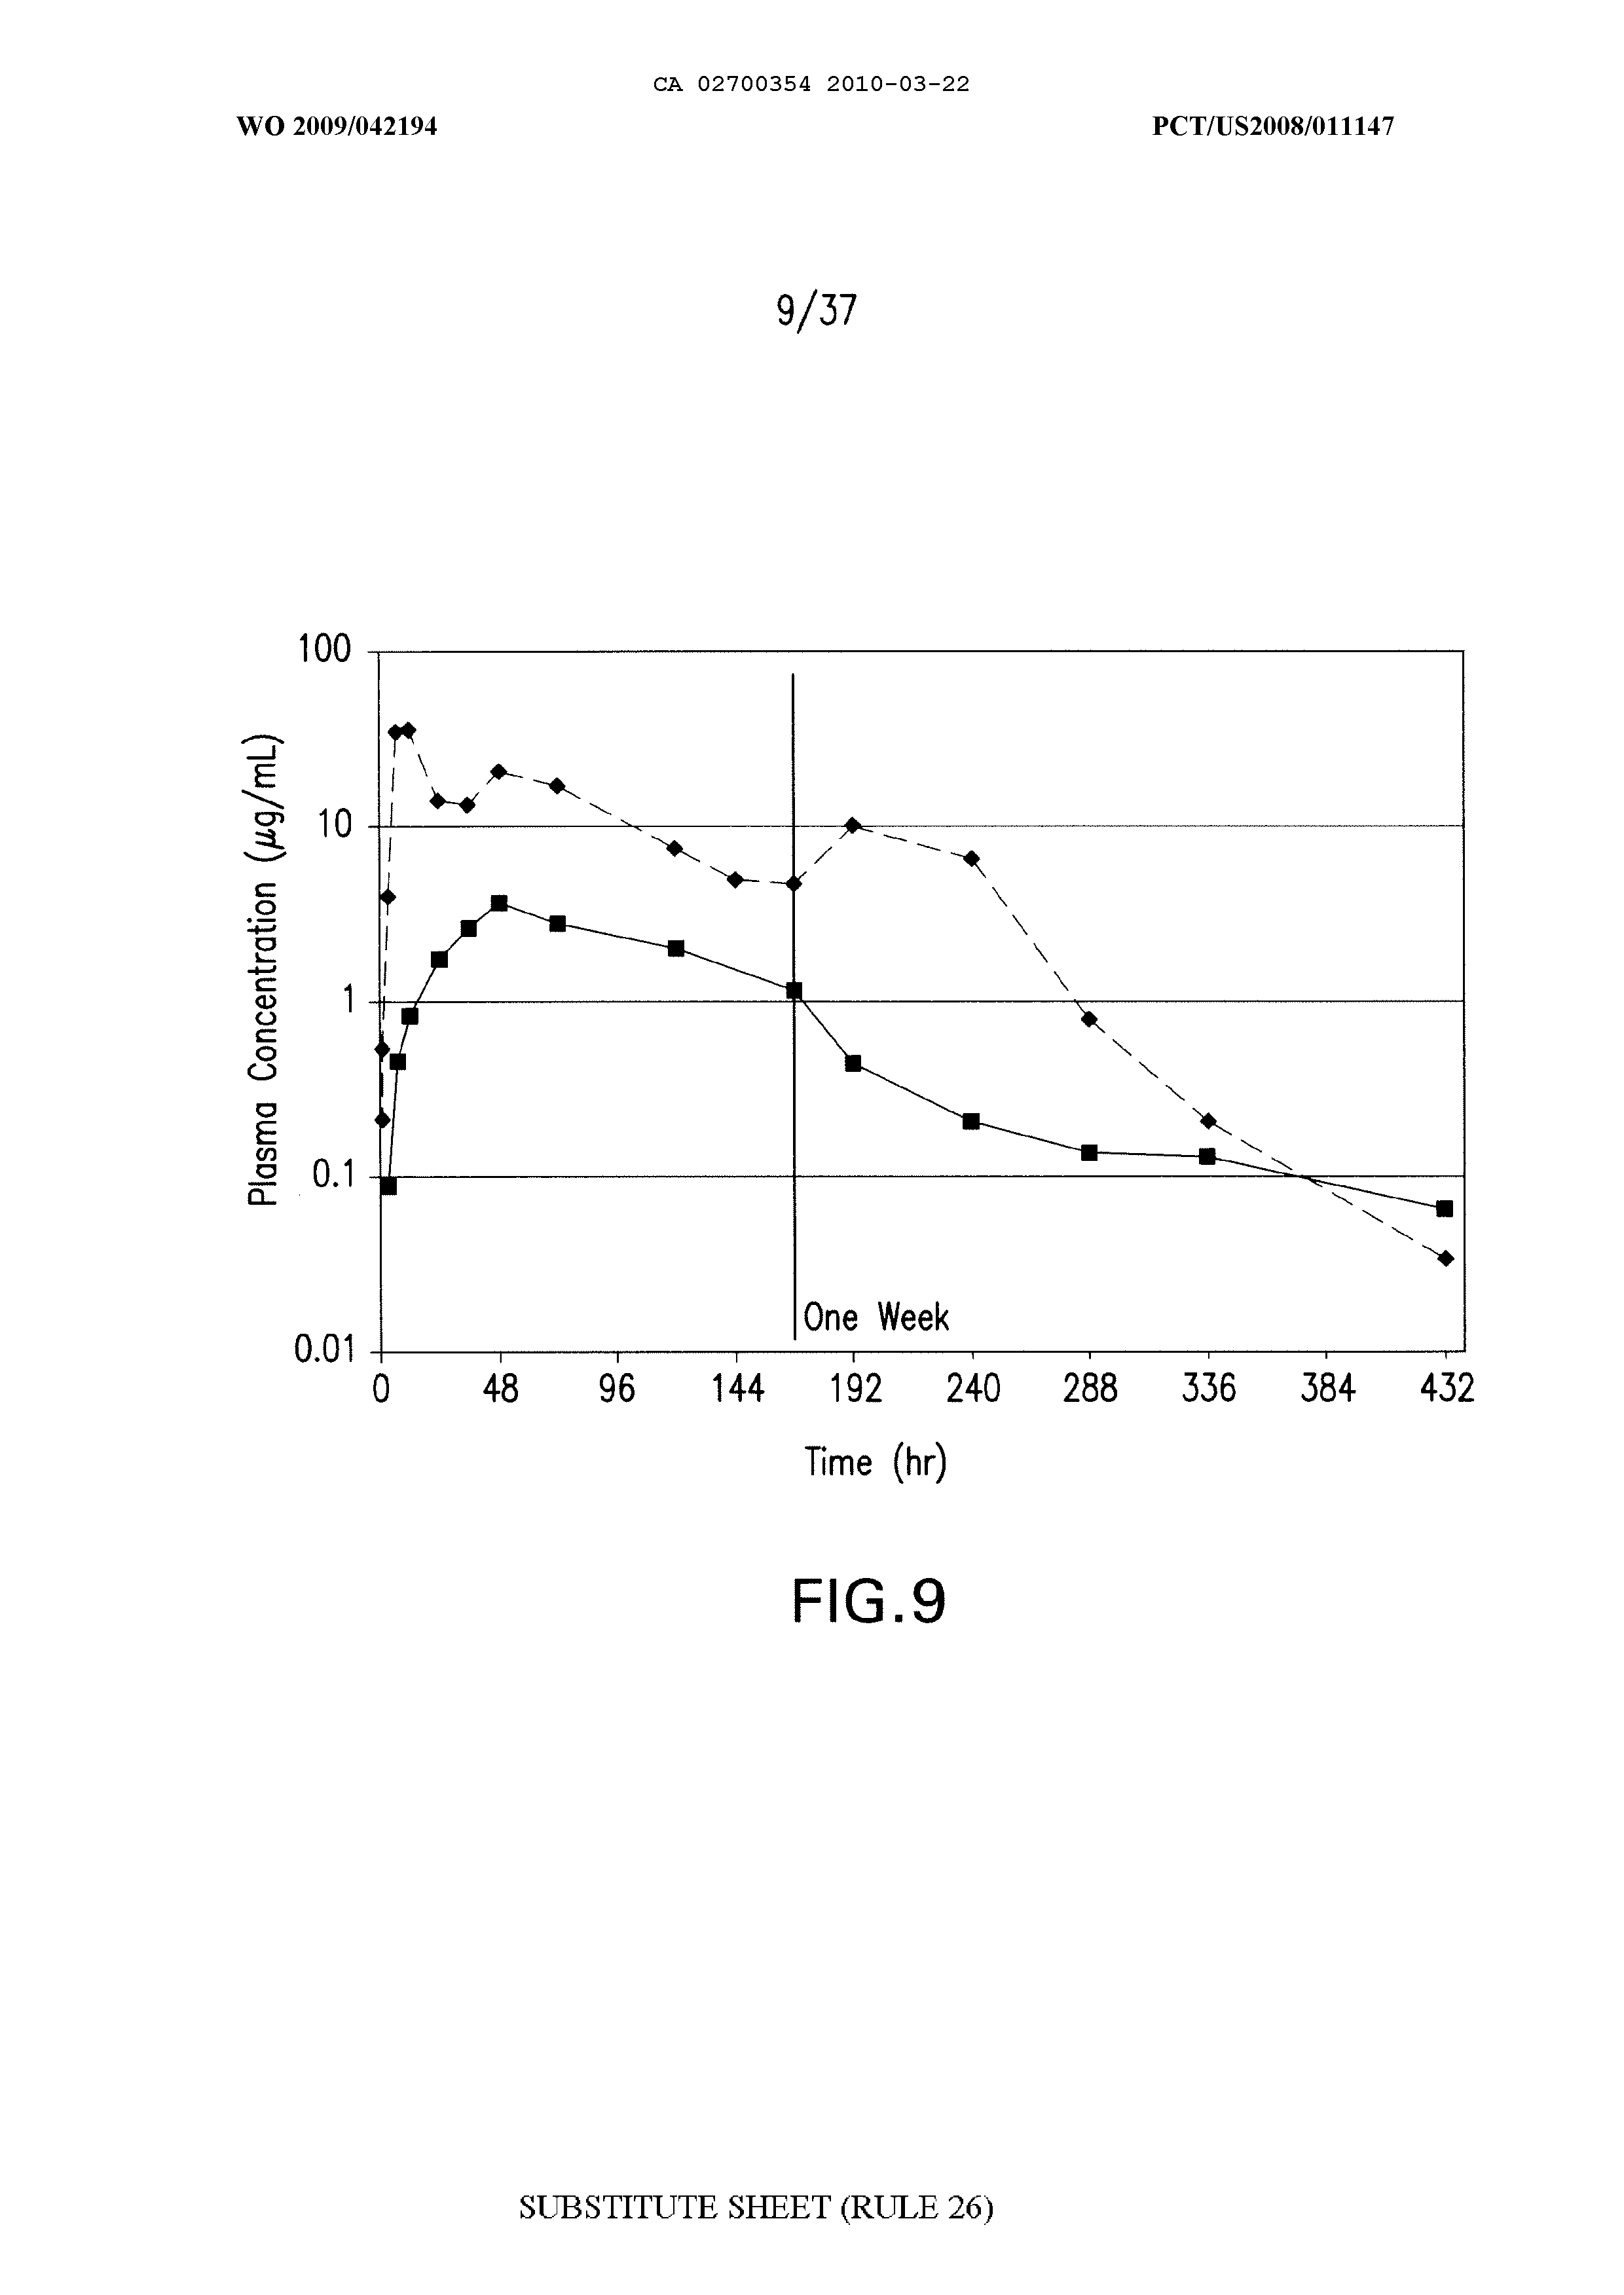 CA 02700354 2010-03-22
WO 2009/042194 PCT/US2008/011147
9/37
Plasma Concentration (µg/mL)
100
10
1
0.1
0.01
One Week
0 48 96 144 192 240 288 336 384 432
Time (hr)
FIG.9
SUBSTITUTE SHEET (RULE 26)